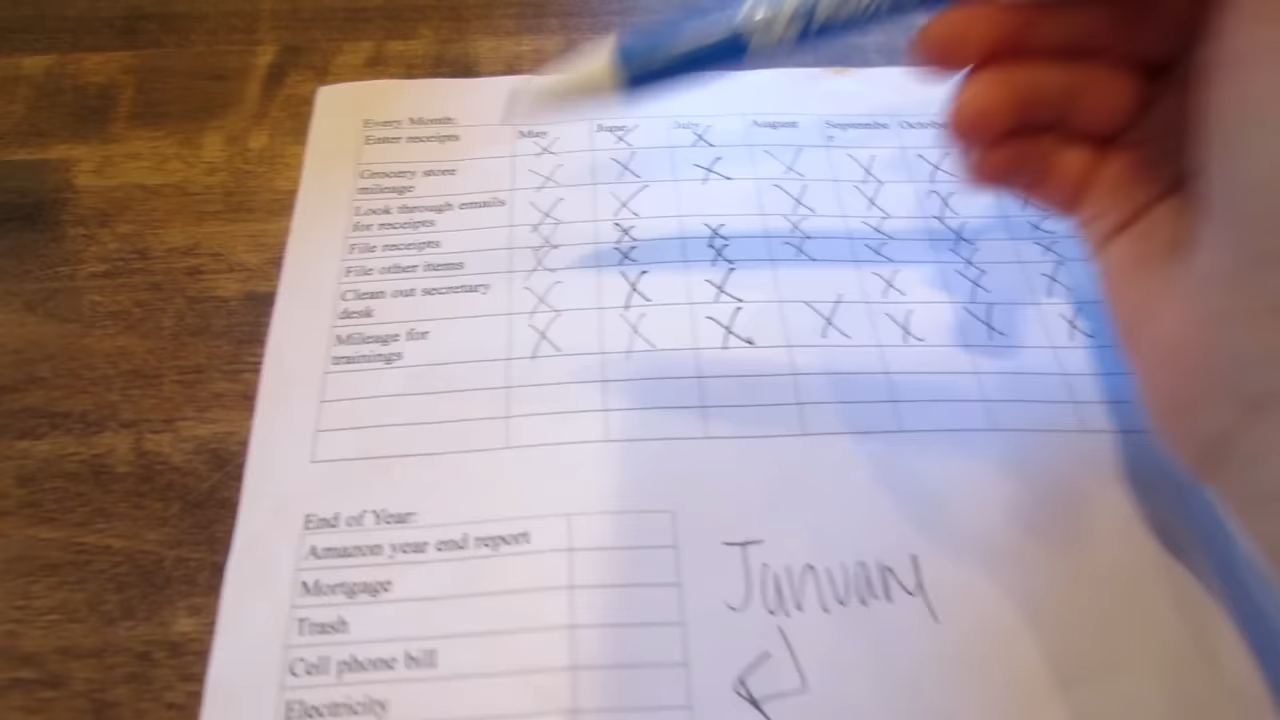 Every Month:
Enter receipts May June July August Septembe
r
X X X
Grocery store
mileage X X X X X X
Look through emails
for receipts X X X X X
File receipts X X X X X X X
File other items X X X X X X X
Clean out secretary
desk X X X X X X
Mileage for
trainings X X X X X X X
End of Year:
Amazon year end report
Mortgage
Trash
Cell phone bill
Electricity
January